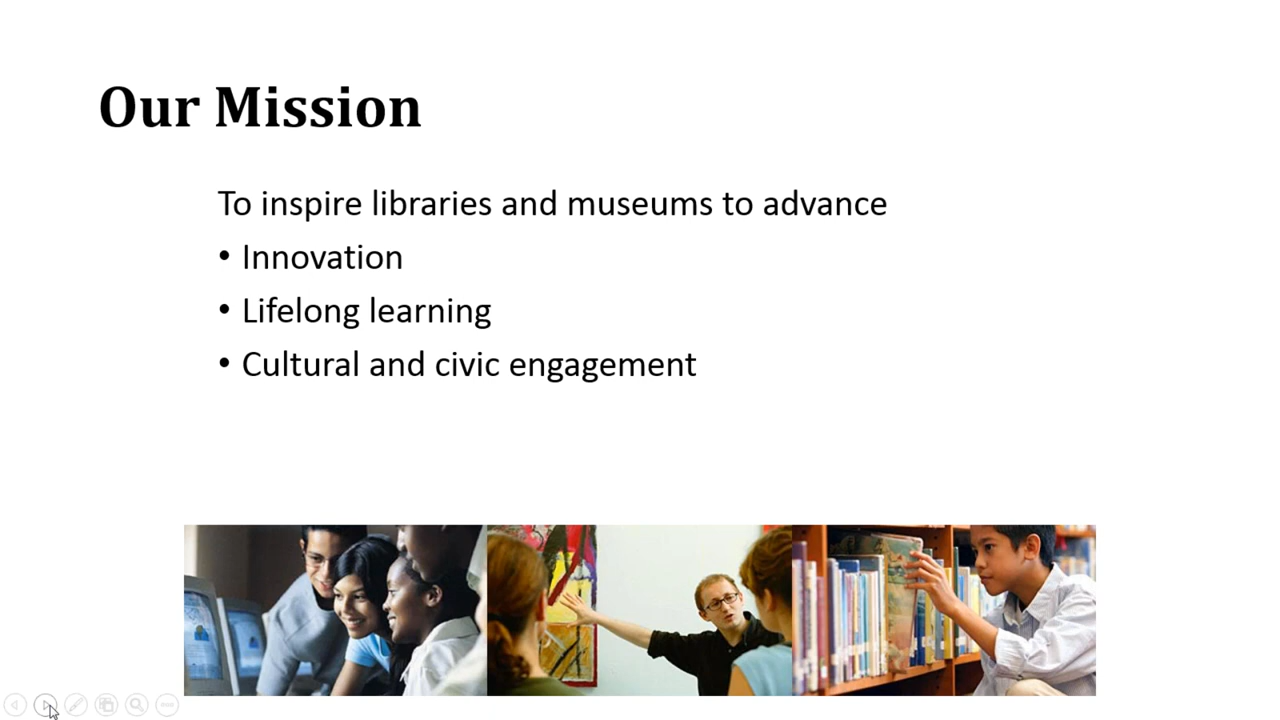 Our Mission
To inspire libraries and museums to advance
• Innovation
• Lifelong learning
• Cultural and civic engagement